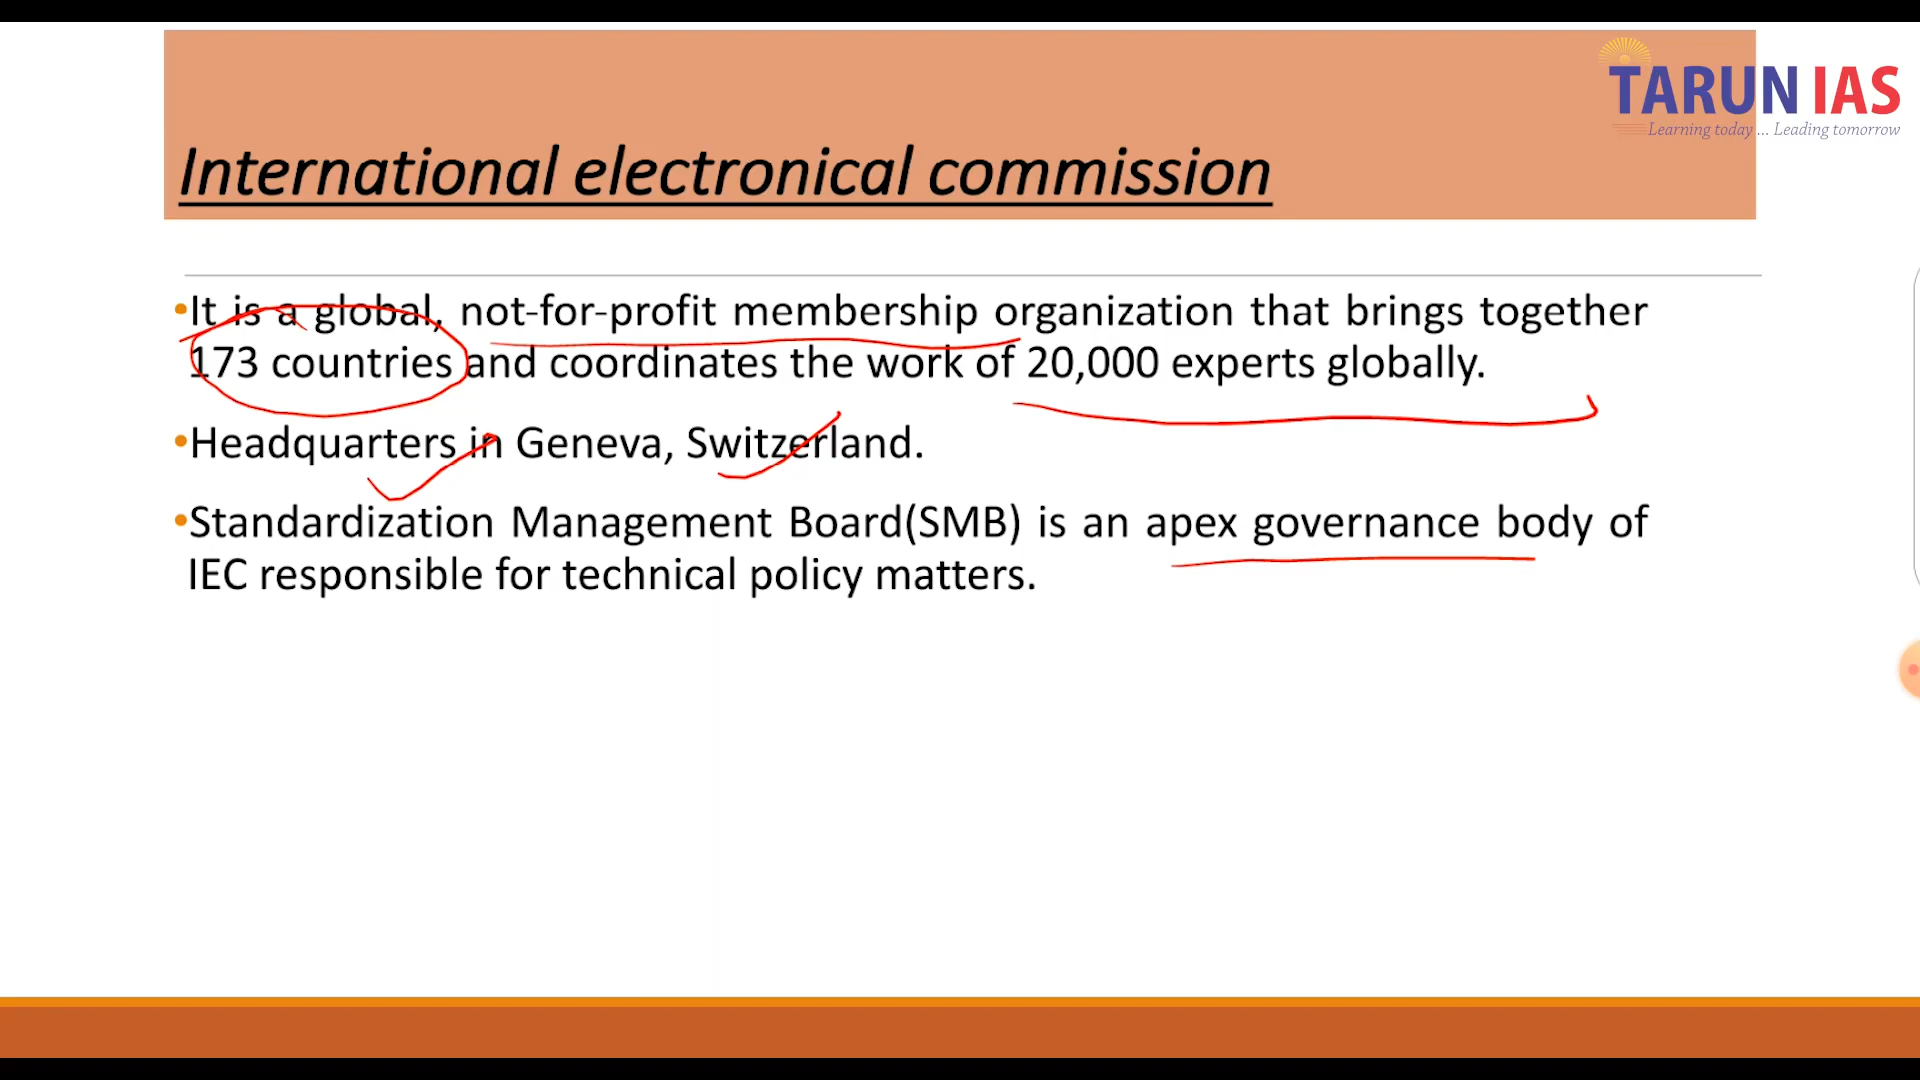 TARUN IAS
Learning today ... Leading tomorrow
International electronical commission
•It is a global, not-for-profit membership organization that brings together
173 countries and coordinates the work of 20,000 experts globally.
•Headquarters in Geneva, Switzerland.
•Standardization Management Board(SMB) is an apex governance body of
IEC responsible for technical policy matters.